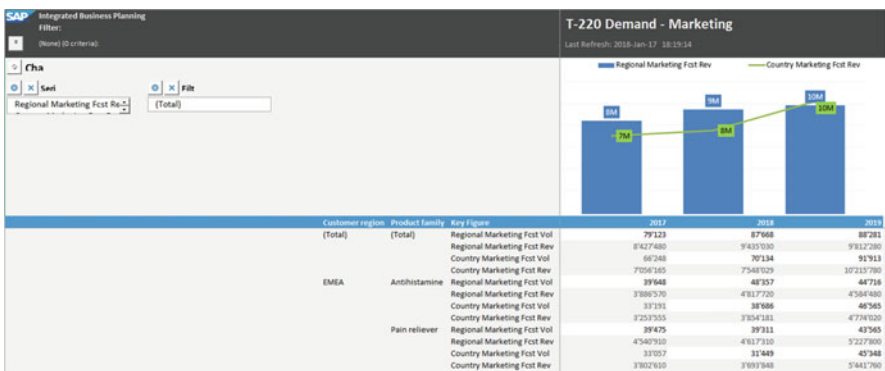 SAP Integrated Business Planning
Filter:
(None) (0 criteria):
T-220 Demand - Marketing
Last Refresh: 2018-Jan-17 18:19:14
Cha
Seri Filt
Regional Marketing Fcst Re
(Total)
Regional Marketing Fcst Rev Country Marketing Fcst Rev
8M 9M 10M
7M 8M 10M
Customer region Product family Key Figure 2017 2018 2019
(Total) (Total) Regional Marketing Fcst Vol 79'123 87'668 88'281
Regional Marketing Fcst Rev 8'427'480 9'435'030 9'812'280
Country Marketing Fcst Vol 66'248 70'134 91'913
Country Marketing Fcst Rev 7'056'165 7'548'029 10'215'780
EMEA Antihistamine Regional Marketing Fcst Vol 39'648 48'357 44'716
Regional Marketing Fcst Rev 3'886'570 4'817'720 4'584'480
Country Marketing Fcst Vol 33'191 38'686 46'565
Country Marketing Fcst Rev 3'253'555 3'854'181 4'774'020
Pain reliever Regional Marketing Fcst Vol 39'475 39'311 43'565
Regional Marketing Fcst Rev 4'540'910 4'617'310 5'227'800
Country Marketing Fcst Vol 33'057 31'449 45'348
Country Marketing Fcst Rev 3'802'610 3'693'848 5'441'760